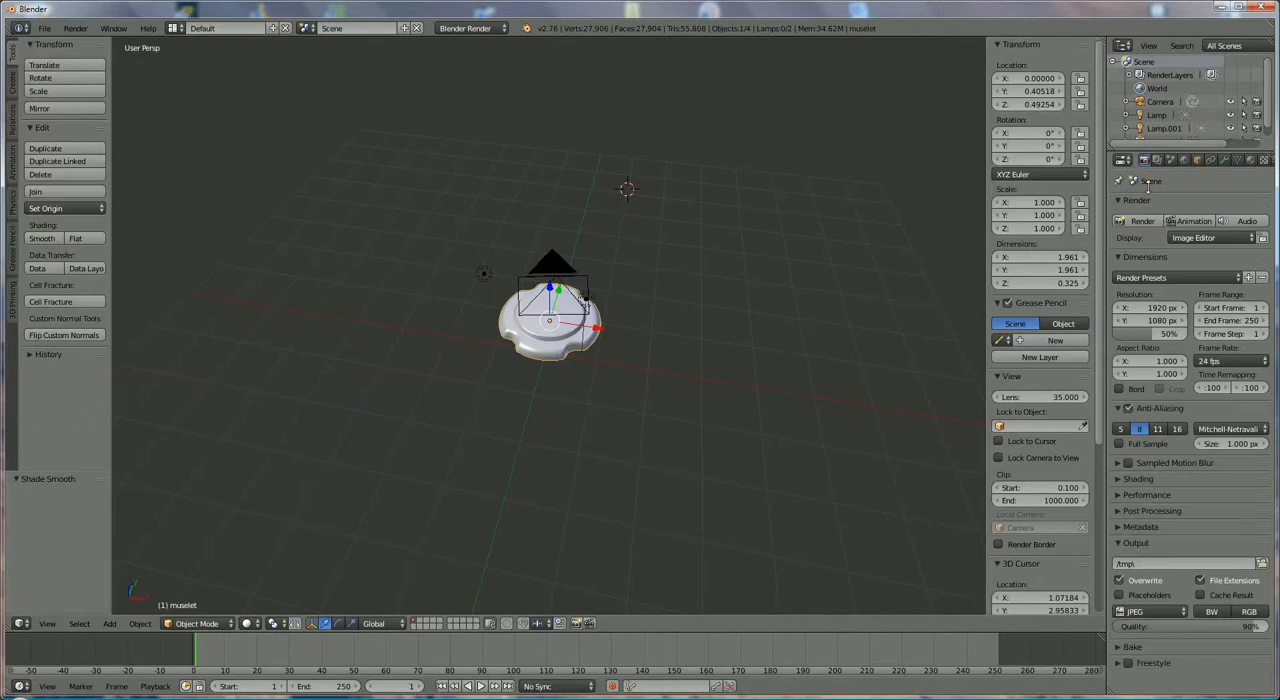 Blender
File Render Window Help Default Scene Blender Render v2.76 | Verts:27,906 | Faces:27,904 | Tris:55,808 | Objects:1/4 | Lamps:0/2 | Mem:34.62M | muselet
View Search All Scenes
Tools
Create
Relations
Animation
Physics
Grease Pencil
3D Printing
Transform
Translate
Rotate
Scale
Mirror
Edit
Duplicate
Duplicate Linked
Delete
Join
Set Origin
Shading:
Smooth Flat
Data Transfer:
Data Data Layo
Cell Fracture:
Cell Fracture
Custom Normal Tools:
Flip Custom Normals
History
Shade Smooth
User Persp
(1) muselet
Transform
Location:
X: 0.00000
Y: 0.40518
Z: 0.49254
Rotation:
X: 0°
Y: 0°
Z: 0°
XYZ Euler
Scale:
X: 1.000
Y: 1.000
Z: 1.000
Dimensions:
X: 1.961
Y: 1.961
Z: 0.325
Grease Pencil
Scene Object
New
New Layer
View
Lens: 35.000
Lock to Object:
Lock to Cursor
Lock Camera to View
Clip:
Start: 0.100
End: 1000.000
Local Camera:
Camera
Render Border
3D Cursor
Location:
X: 1.07184
Y: 2.95833
Scene
RenderLayers
World
Camera
Lamp
Lamp.001
Scene
Render
Render Animation Audio
Display: Image Editor
Dimensions
Render Presets
Resolution: Frame Range:
X: 1920 px Start Frame: 1
Y: 1080 px End Frame: 250
50% Frame Step: 1
Aspect Ratio: Frame Rate:
X: 1.000 24 fps
Y: 1.000 Time Remapping:
Bord Crop :100 :100
Anti-Aliasing
5 8 11 16 Mitchell-Netravali
Full Sample Size: 1.000 px
Sampled Motion Blur
Shading
Performance
Post Processing
Metadata
Output
/tmp\
Overwrite File Extensions
Placeholders Cache Result
JPEG BW RGB
Quality: 90%
Bake
Freestyle
View Select Add Object Object Mode Global
-50 -40 -30 -20 -10 0 10 20 30 40 50 60 70 80 90 100 110 120 130 140 150 160 170 180 190 200 210 220 230 240 250 260 270 280
View Marker Frame Playback Start: 1 End: 250 1 No Sync